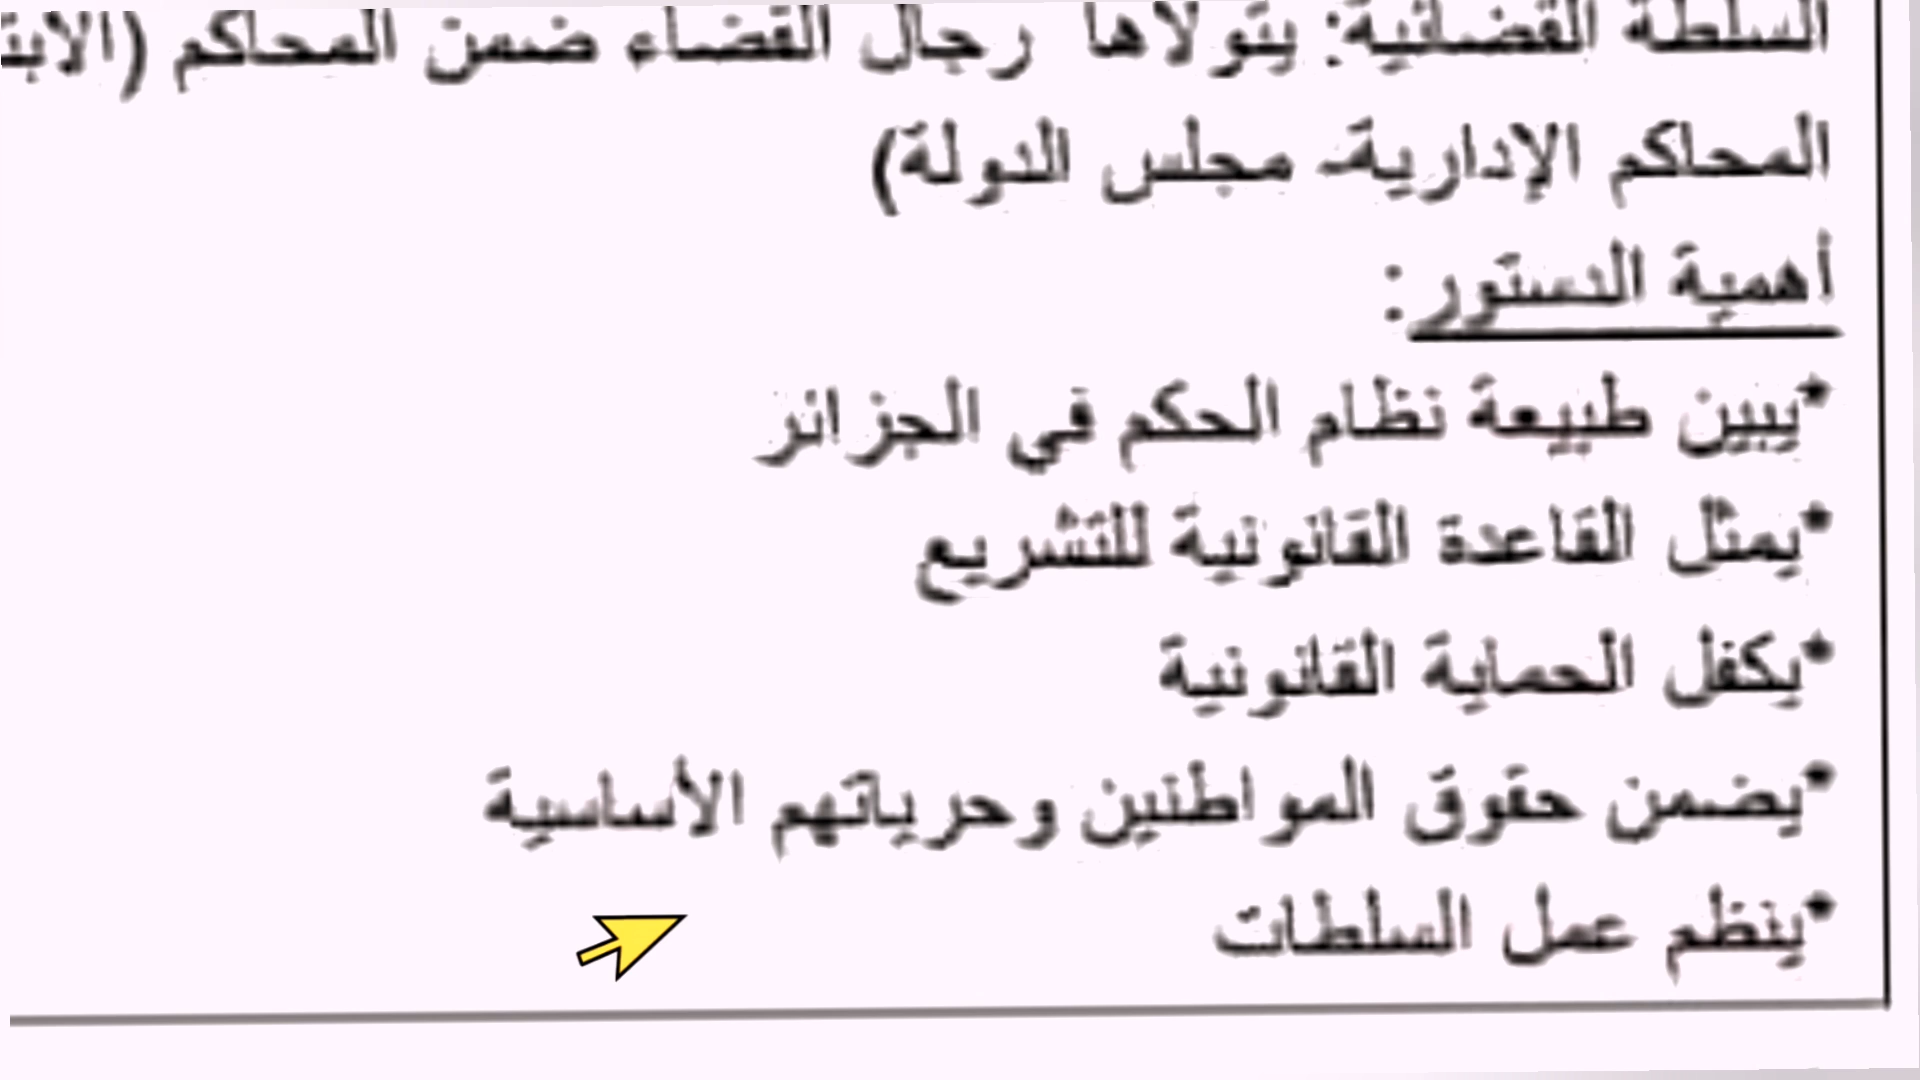 السلطة القضائية: يتولاها رجال القضاء ضمن المحاكم
المحاكم الإدارية- مجلس الدولة)
أهمية الدستور:
*يبين طبيعة نظام الحكم في الجزائر
*يمثل القاعدة القانونية للتشريع
*يكفل الحماية القانونية
*يضمن حقوق المواطنين وحرياتهم الأساسية
*ينظم عمل السلطات